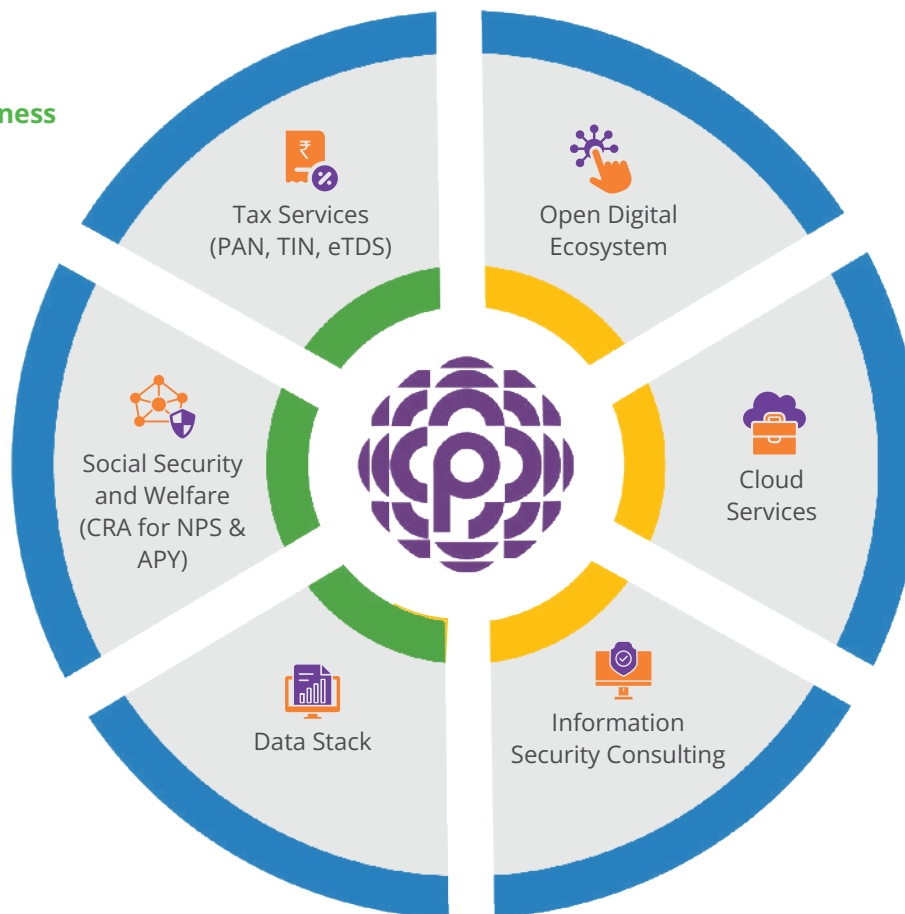 ness
Tax Services
(PAN, TIN, eTDS)
Open Digital
Ecosystem
Social Security
and Welfare
(CRA for NPS &
APY)
Cloud
Services
Data Stack
Information
Security Consulting